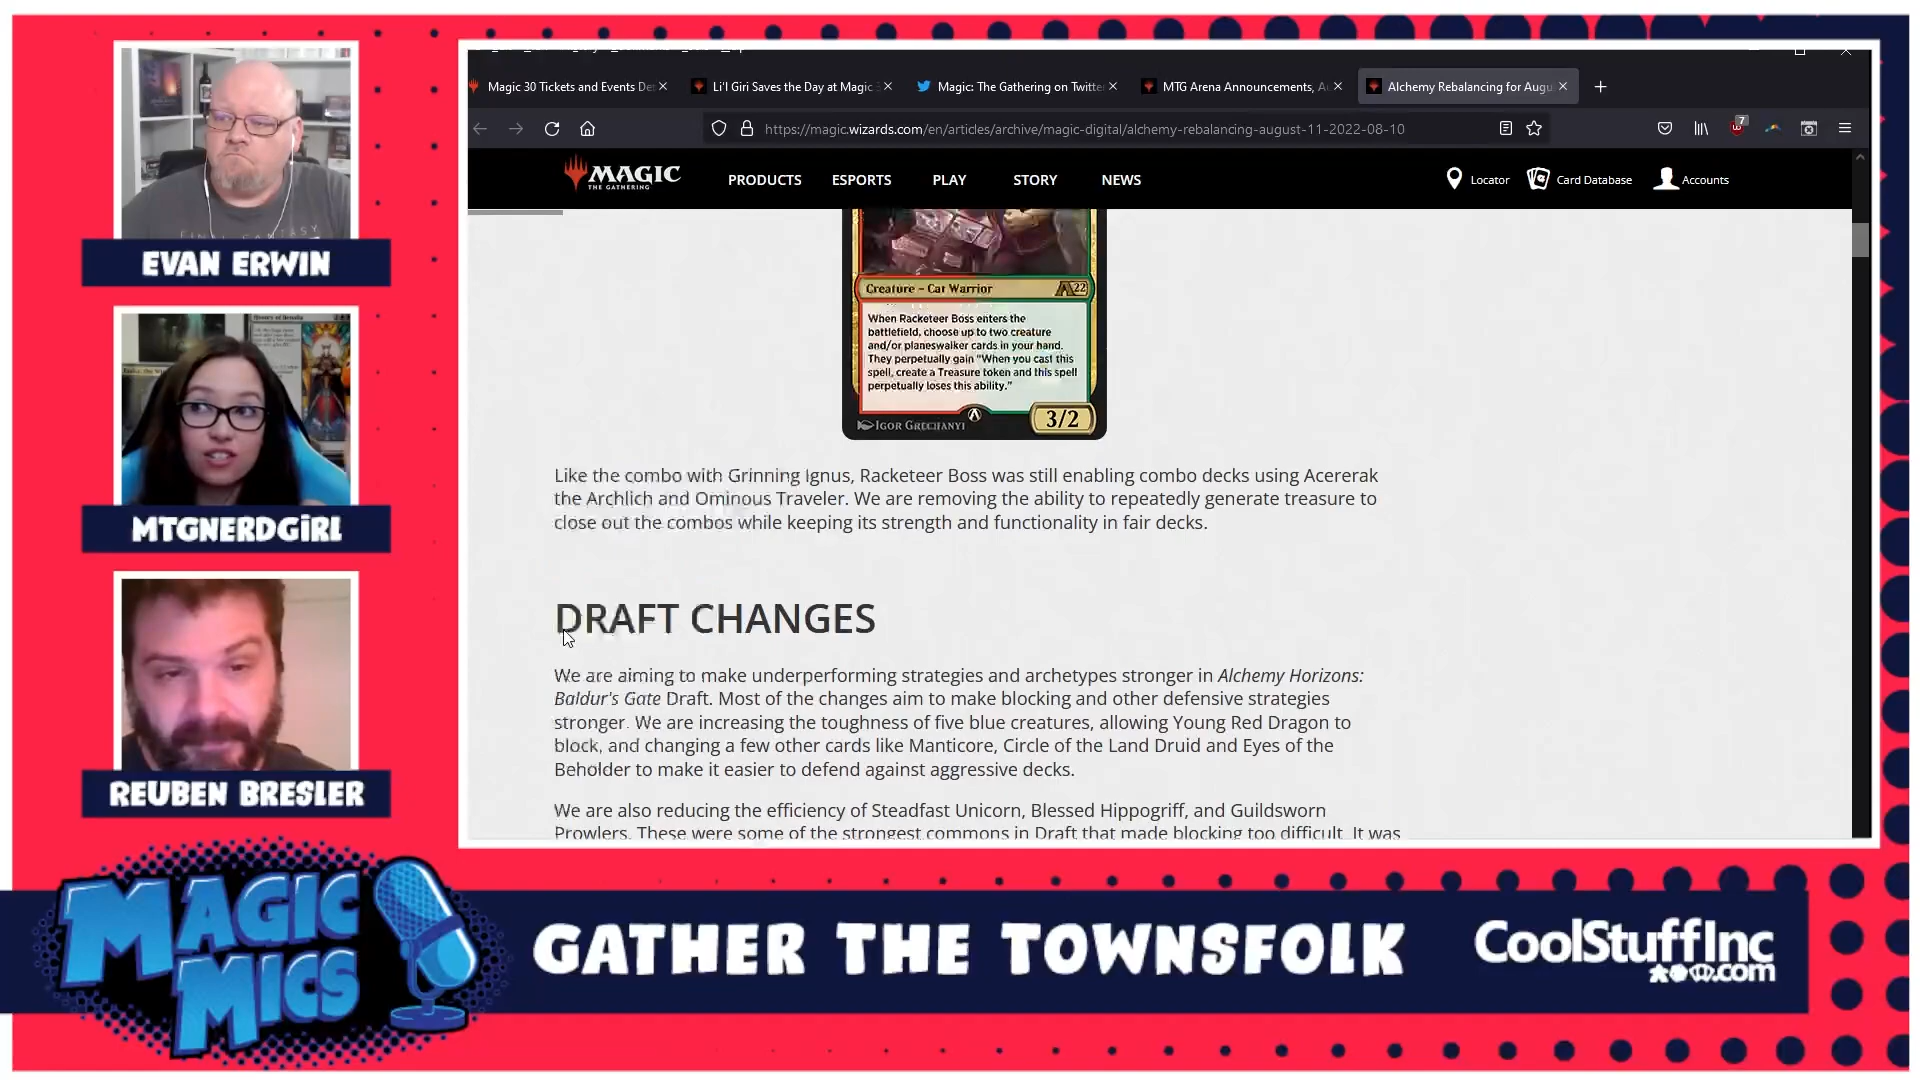 EVAN ERWIN
MTGNERDGIRL
REUBEN BRESLER
FINAL FANTASY
Magic 30 Tickets and Events De
Li'l Giri Saves the Day at Magic
Magic: The Gathering on Twitte
MTG Arena Announcements, A
Alchemy Rebalancing for Augu
https://magic.wizards.com/en/articles/archive/magic-digital/alchemy-rebalancing-august-11-2022-08-10
7
MAGIC
THE GATHERING
PRODUCTS
ESPORTS
PLAY
STORY
NEWS
Locator
Card Database
Accounts
Creature – Cat Warrior
A22
When Racketeer Boss enters the
battlefield, choose up to two creature
and/or planeswalker cards in your hand.
They perpetually gain "When you cast this
spell, create a Treasure token and this spell
perpetually loses this ability."
IGOR GRECHANYI
3/2
Like the combo with Grinning Ignus, Racketeer Boss was still enabling combo decks using Acererak
the Archlich and Ominous Traveler. We are removing the ability to repeatedly generate treasure to
close out the combos while keeping its strength and functionality in fair decks.
DRAFT CHANGES
We are aiming to make underperforming strategies and archetypes stronger in Alchemy Horizons:
Baldur's Gate Draft. Most of the changes aim to make blocking and other defensive strategies
stronger. We are increasing the toughness of five blue creatures, allowing Young Red Dragon to
block, and changing a few other cards like Manticore, Circle of the Land Druid and Eyes of the
Beholder to make it easier to defend against aggressive decks.
We are also reducing the efficiency of Steadfast Unicorn, Blessed Hippogriff, and Guildsworn
Prowlers. These were some of the strongest commons in Draft that made blocking too difficult. It was
MAGIC
MICS
GATHER THE TOWNSFOLK
CoolStuffInc
.com